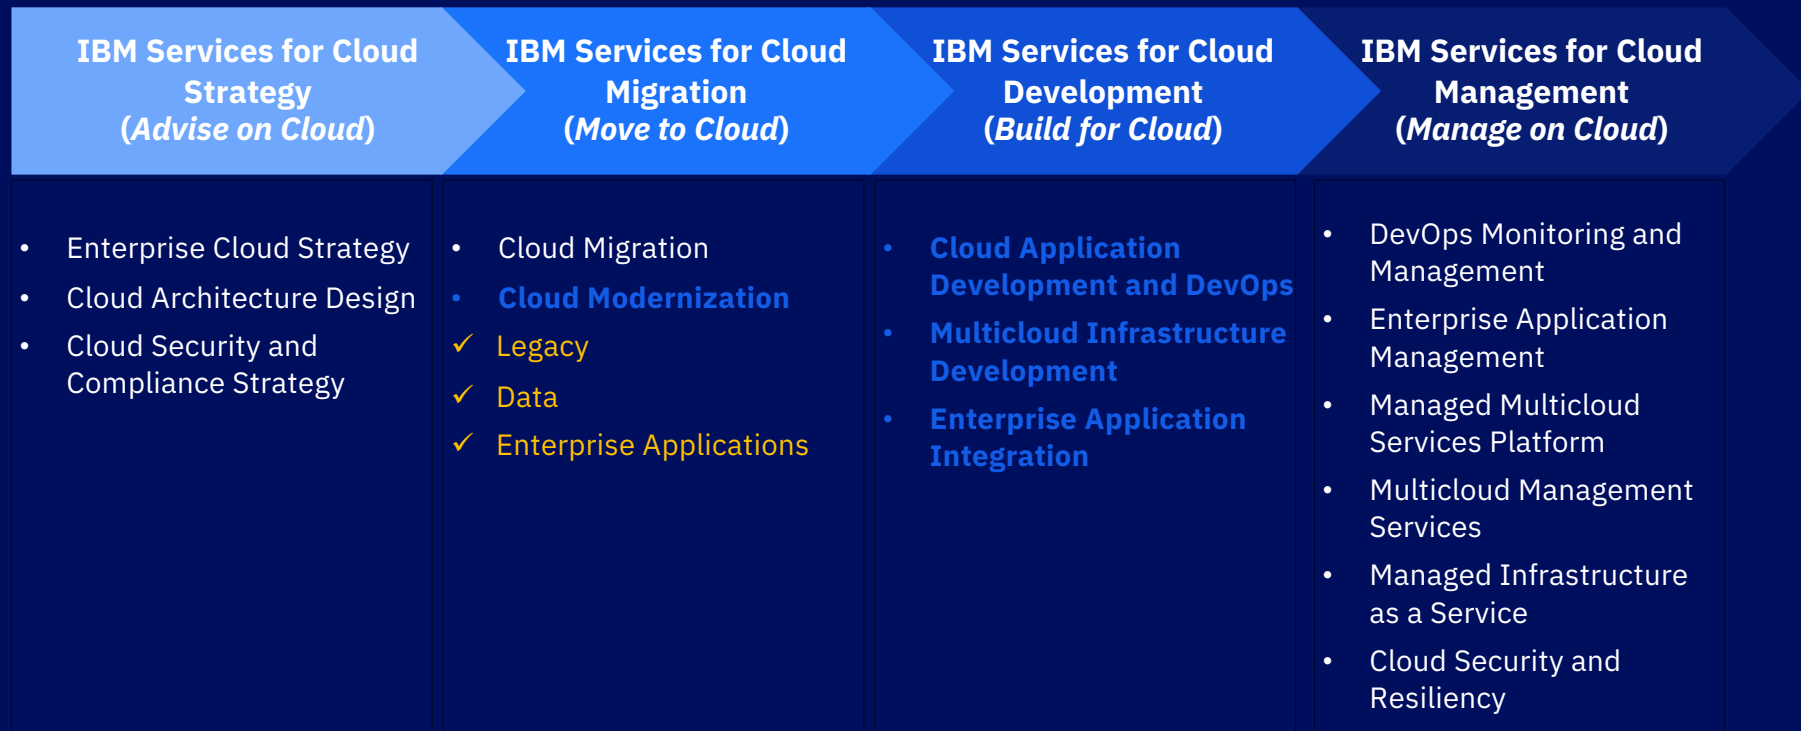 IBM Services for Cloud
Strategy
(Advise on Cloud)
IBM Services for Cloud
Migration
(Move to Cloud)
IBM Services for Cloud
Development
(Build for Cloud)
IBM Services for Cloud
Management
(Manage on Cloud)
• Enterprise Cloud Strategy
• Cloud Architecture Design
• Cloud Security and
Compliance Strategy
• Cloud Migration
• Cloud Modernization
✓ Legacy
✓ Data
✓ Enterprise Applications
• Cloud Application
Development and DevOps
• Multicloud Infrastructure
Development
• Enterprise Application
Integration
• DevOps Monitoring and
Management
• Enterprise Application
Management
• Managed Multicloud
Services Platform
• Multicloud Management
Services
• Managed Infrastructure
as a Service
• Cloud Security and
Resiliency